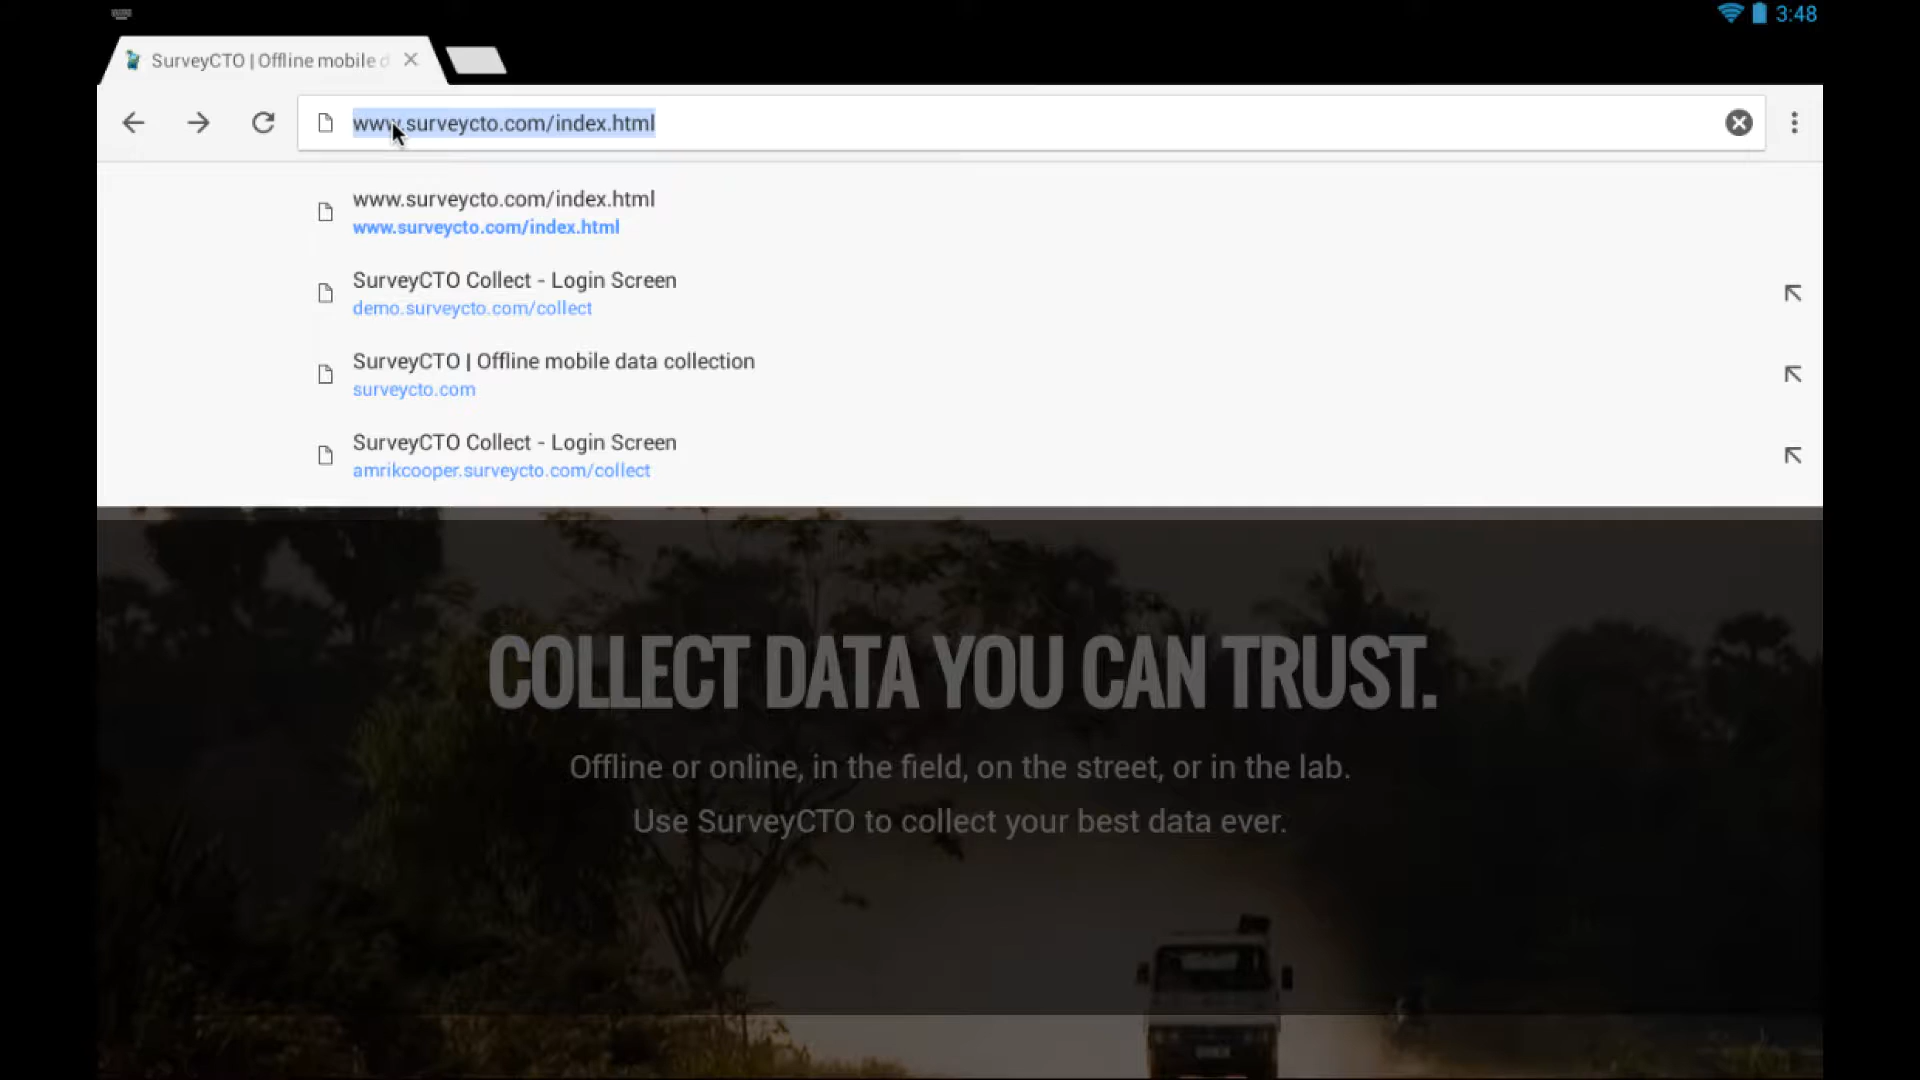 3:48
SurveyCTO | Offline mobile d
www.surveycto.com/index.html
www.surveycto.com/index.html
www.surveycto.com/index.html
SurveyCTO Collect - Login Screen
demo.surveycto.com/collect
SurveyCTO | Offline mobile data collection
surveycto.com
SurveyCTO Collect - Login Screen
amrikcooper.surveycto.com/collect
COLLECT DATA YOU CAN TRUST.
Offline or online, in the field, on the street, or in the lab.
Use SurveyCTO to collect your best data ever.